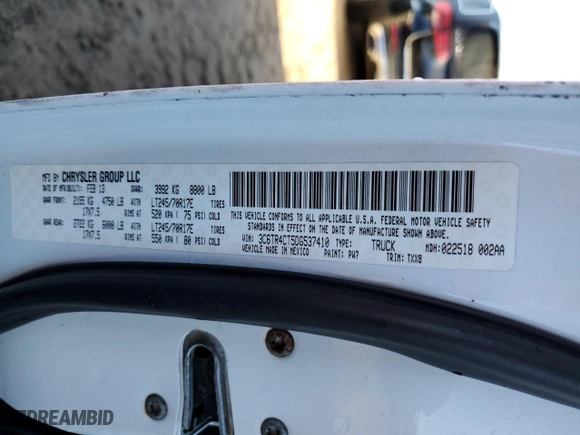 MFD BY CHRYSLER GROUP LLC
DATE OF MFR/BUILT: FEB 13 GVWR: 3992 KG 8800 LB
GAWR FRONT: 2155 KG 4750 LB WITH LT245/70R17E TIRES
17X7.5 RIMS AT 520 KPA ( 75 PSI) COLD
GAWR REAR: 2722 KG 6000 LB WITH LT245/70R17E TIRES
17X7.5 RIMS AT 550 KPA ( 80 PSI) COLD
THIS VEHICLE CONFORMS TO ALL APPLICABLE U.S.A. FEDERAL MOTOR VEHICLE SAFETY
STANDARDS IN EFFECT ON THE DATE OF MANUFACTURE SHOWN ABOVE.
VIN: 3C6TR4CT5DG537410 TYPE: TRUCK MDH: 022518 002AA
VEHICLE MADE IN MEXICO PAINT: PW7 TRIM: TXX8
DREAMBID